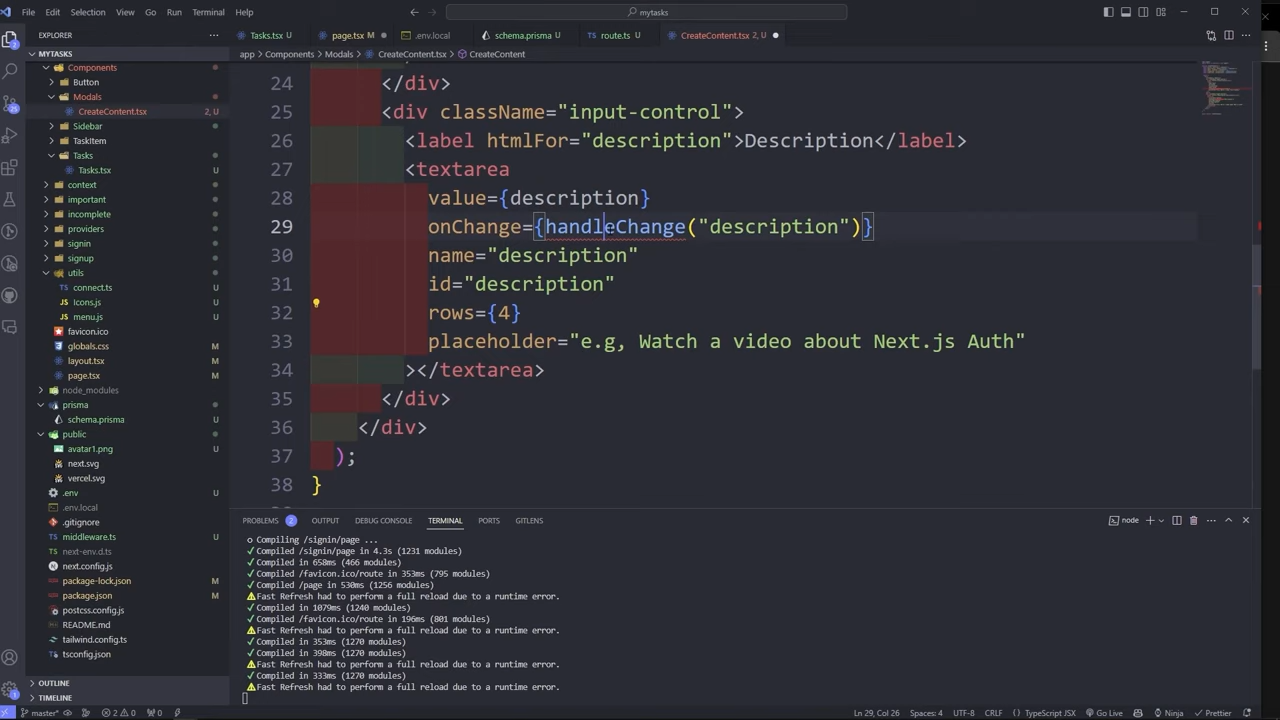 File Edit Selection View Go Run Terminal Help
mytasks
EXPLORER
Tasks.tsx U
page.tsx M
.env.local
schema.prisma U
route.ts U
CreateContent.tsx 2, U
app > Components > Modals > CreateContent.tsx > CreateContent
MYTASKS
Components
Button
Modals
CreateContent.tsx 2, U
Sidebar
TaskItem
Tasks
Tasks.tsx U
context
important
incomplete
providers
signin
signup
utils
connect.ts U
Icons.js U
menu.js U
favicon.ico
globals.css M
layout.tsx M
page.tsx M
node_modules
prisma
schema.prisma U
public
avatar1.png U
next.svg
vercel.svg
.env U
.env.local
.gitignore
middleware.ts U
next-env.d.ts
next.config.js
package-lock.json M
package.json M
postcss.config.js
README.md
tailwind.config.ts
tsconfig.json
OUTLINE
TIMELINE
24 </div>
25 <div className="input-control">
26 <label htmlFor="description">Description</label>
27 <textarea
28 value={description}
29 onChange={handleChange("description")}
30 name="description"
31 id="description"
32 rows={4}
33 placeholder="e.g, Watch a video about Next.js Auth"
34 ></textarea>
35 </div>
36 </div>
37 );
38 }
PROBLEMS 2 OUTPUT DEBUG CONSOLE TERMINAL PORTS GITLENS
node
○ Compiling /signin/page ...
✓ Compiled /signin/page in 4.3s (1231 modules)
✓ Compiled in 658ms (466 modules)
✓ Compiled /favicon.ico/route in 353ms (795 modules)
✓ Compiled /page in 530ms (1256 modules)
⚠ Fast Refresh had to perform a full reload due to a runtime error.
✓ Compiled in 1079ms (1240 modules)
✓ Compiled /favicon.ico/route in 196ms (801 modules)
⚠ Fast Refresh had to perform a full reload due to a runtime error.
✓ Compiled in 353ms (1270 modules)
✓ Compiled in 398ms (1270 modules)
⚠ Fast Refresh had to perform a full reload due to a runtime error.
✓ Compiled in 333ms (1270 modules)
⚠ Fast Refresh had to perform a full reload due to a runtime error.
master* 2 0 0 Ln 29, Col 26 Spaces: 4 UTF-8 CRLF {} TypeScript JSX Go Live Ninja Prettier